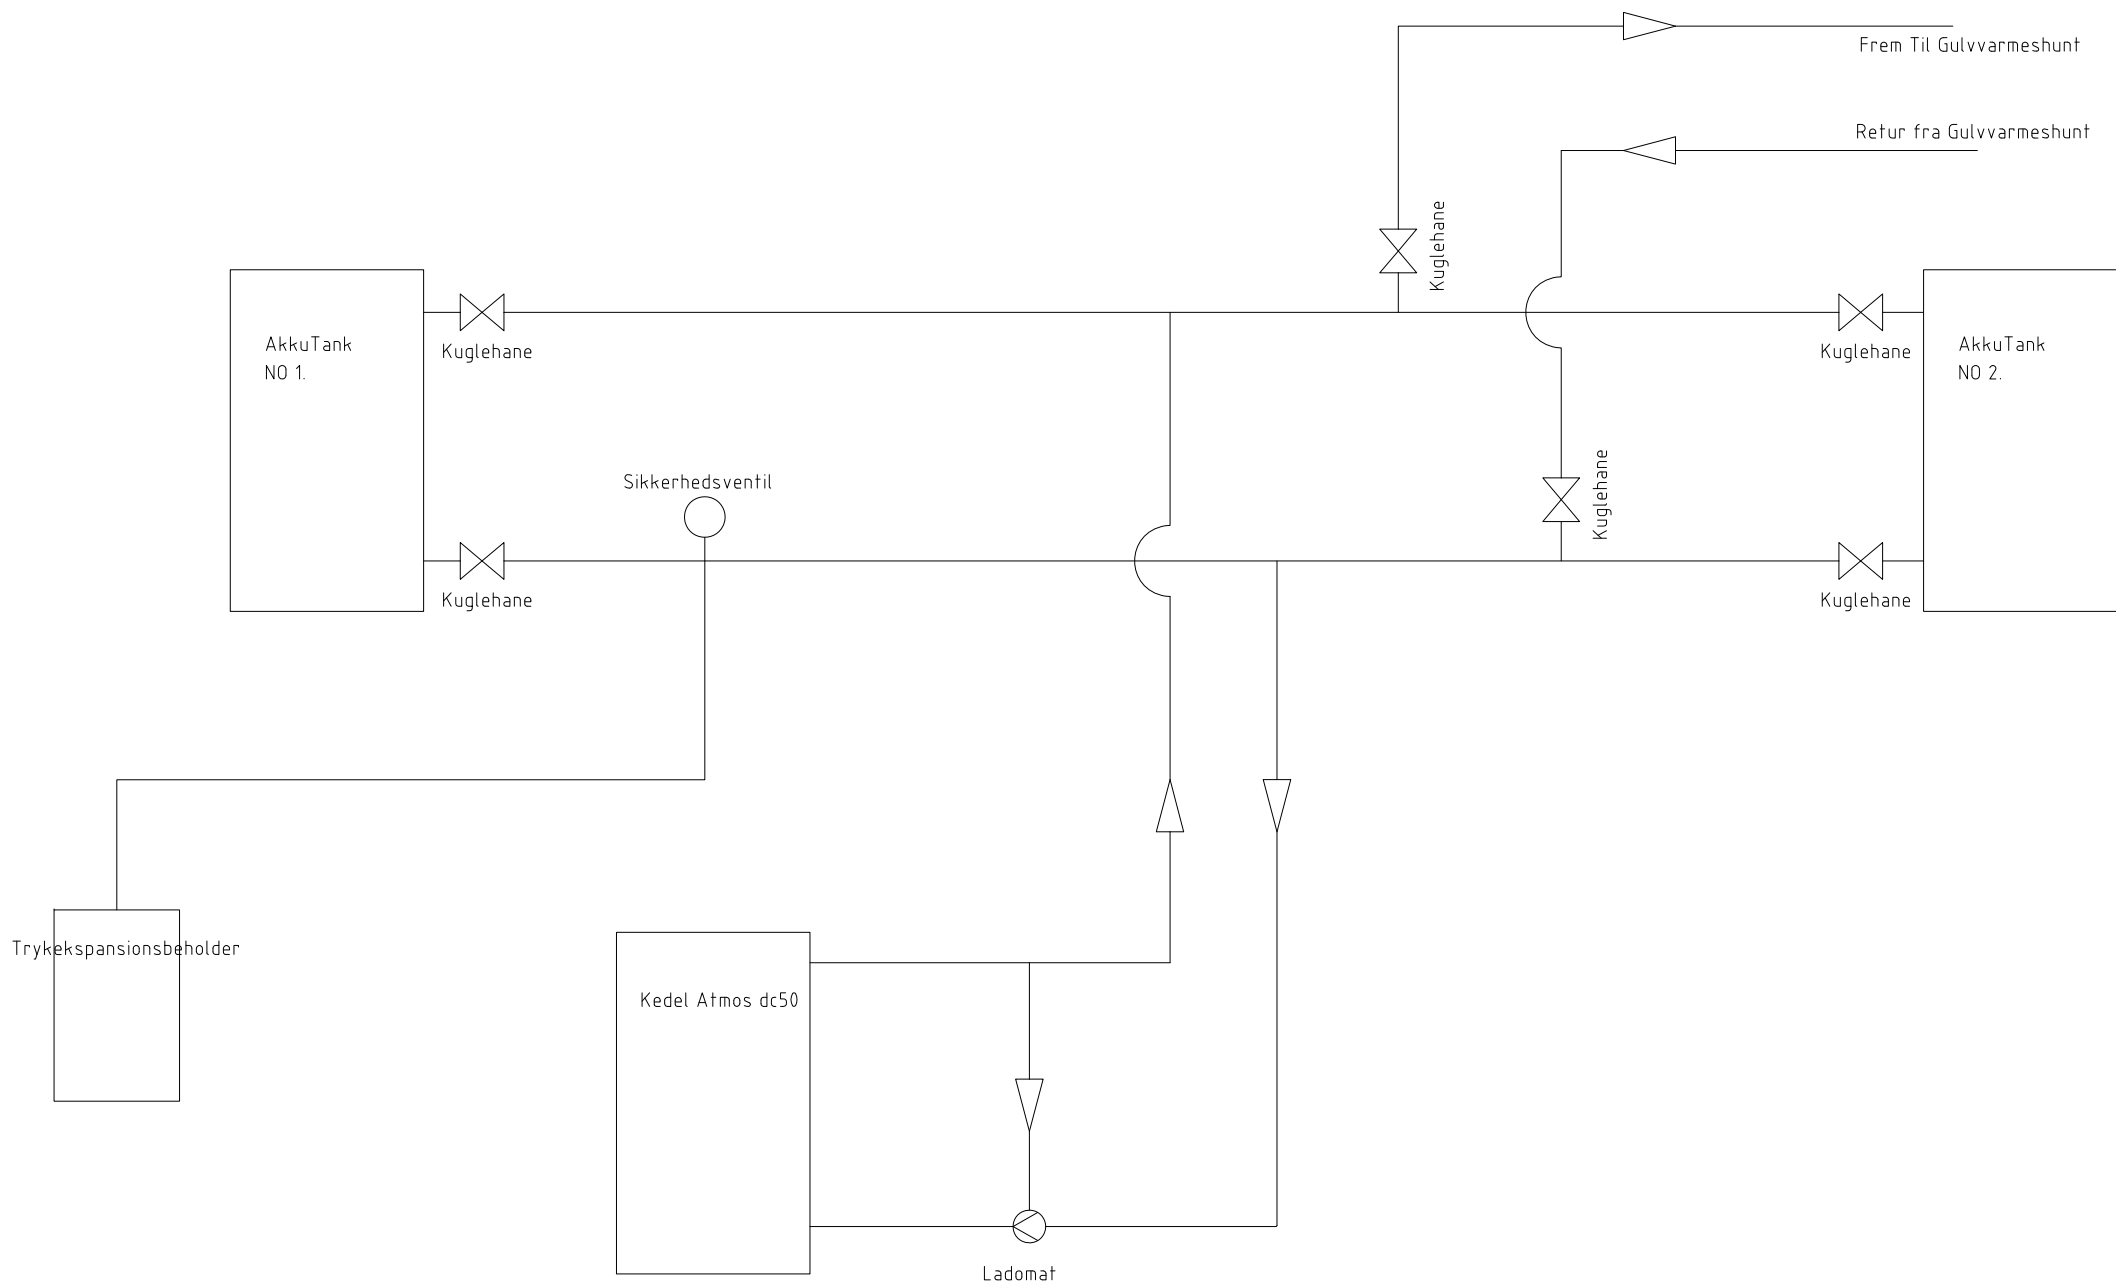 Frem Til Gulvvarmeshunt
Retur fra Gulvvarmeshunt
Kuglehane
AkkuTank
NO 1.
Kuglehane
Kuglehane
AkkuTank
NO 2.
Sikkerhedsventil
Kuglehane
Kuglehane
Kuglehane
Trykekspansionsbeholder
Kedel Atmos dc50
Ladomat